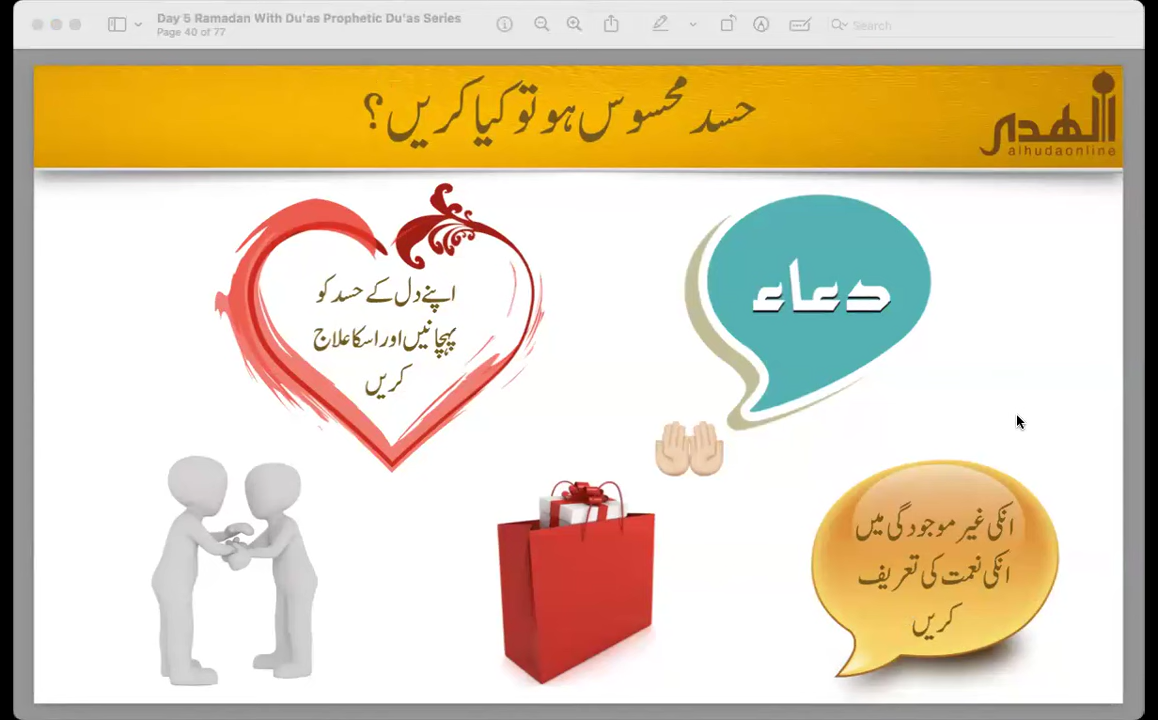 Day 5 Ramadan With Du'as Prophetic Du'as Series
Page 40 of 77
Search
حسد محسوس ہو تو کیا کریں؟
الهدى
alhudaonline
دعاء
اپنے دل کے حسد کو
پہچانیں اور اسکا علاج
کریں
انکی غیر موجودگی میں
انکی نعمت کی تعریف
کریں